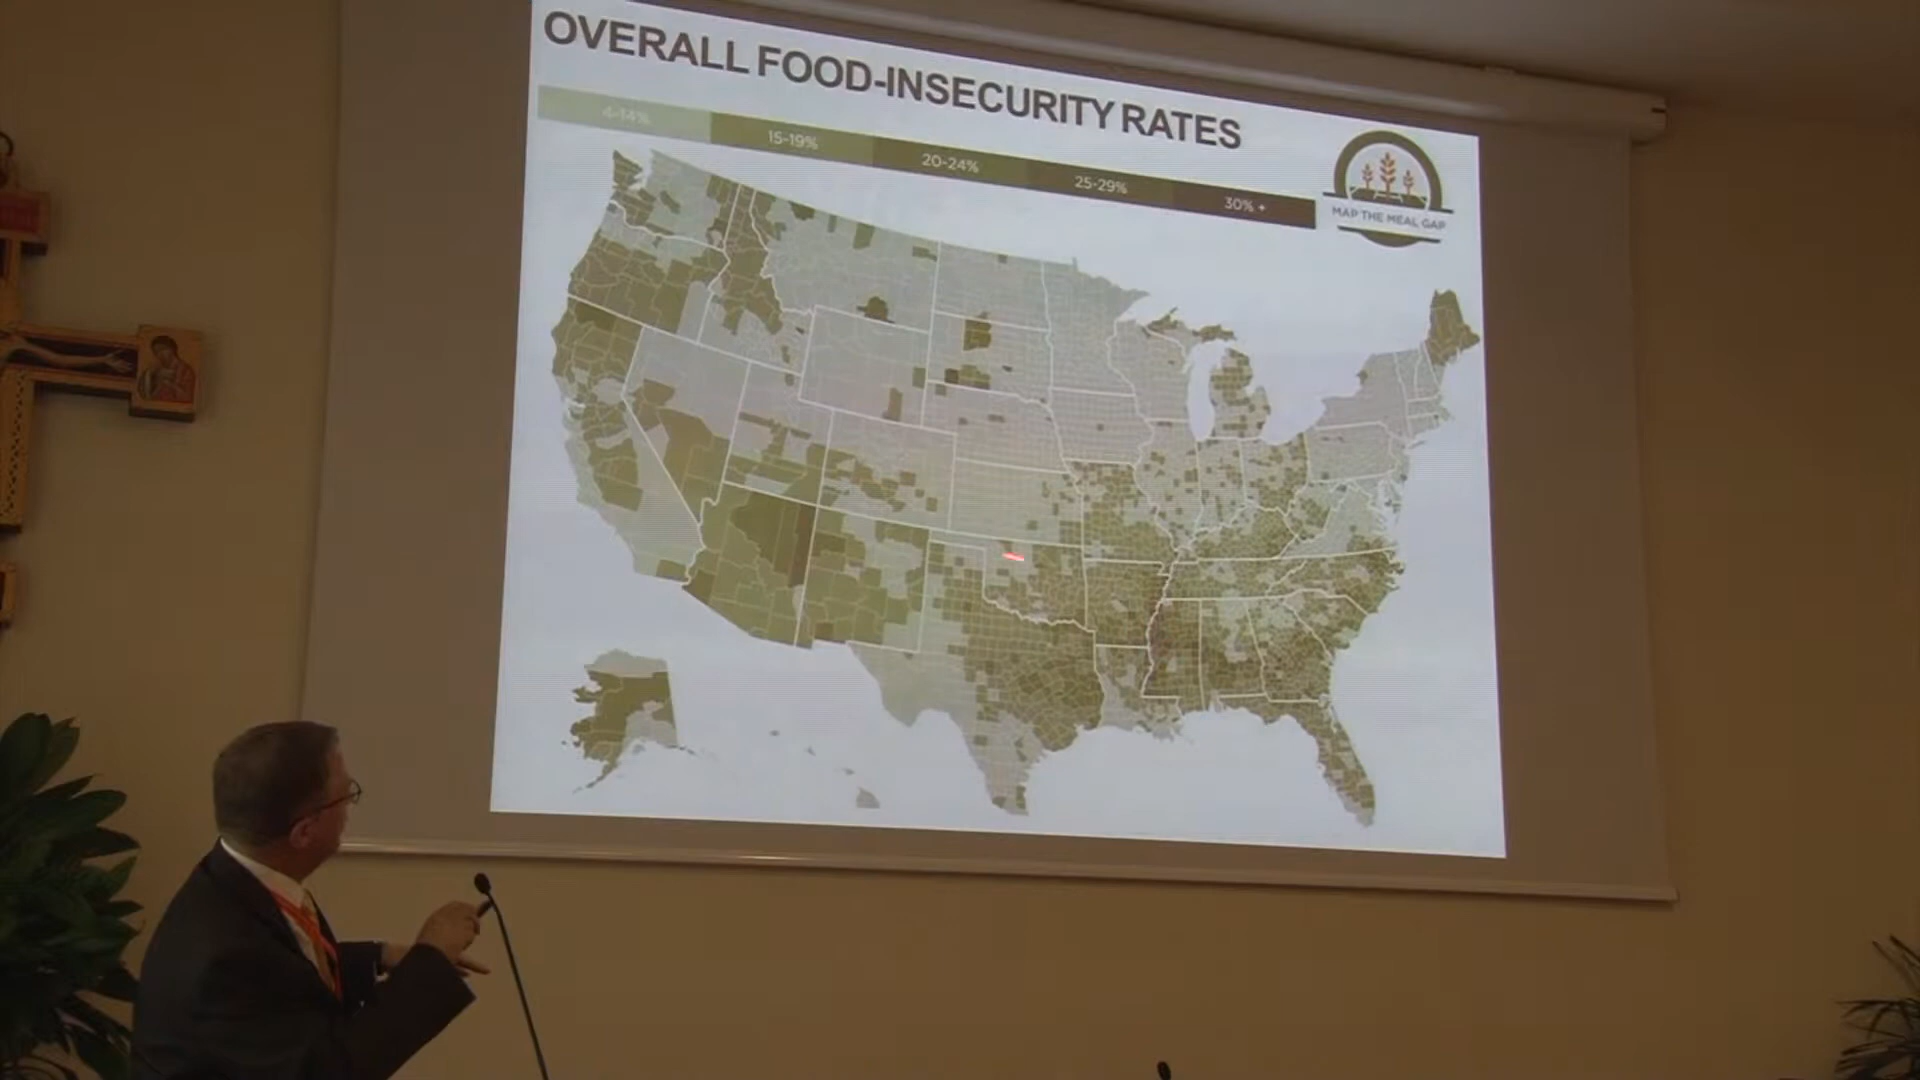 OVERALL FOOD-INSECURITY RATES
4-14%
15-19%
20-24%
25-29%
30% +
MAP THE MEAL GAP